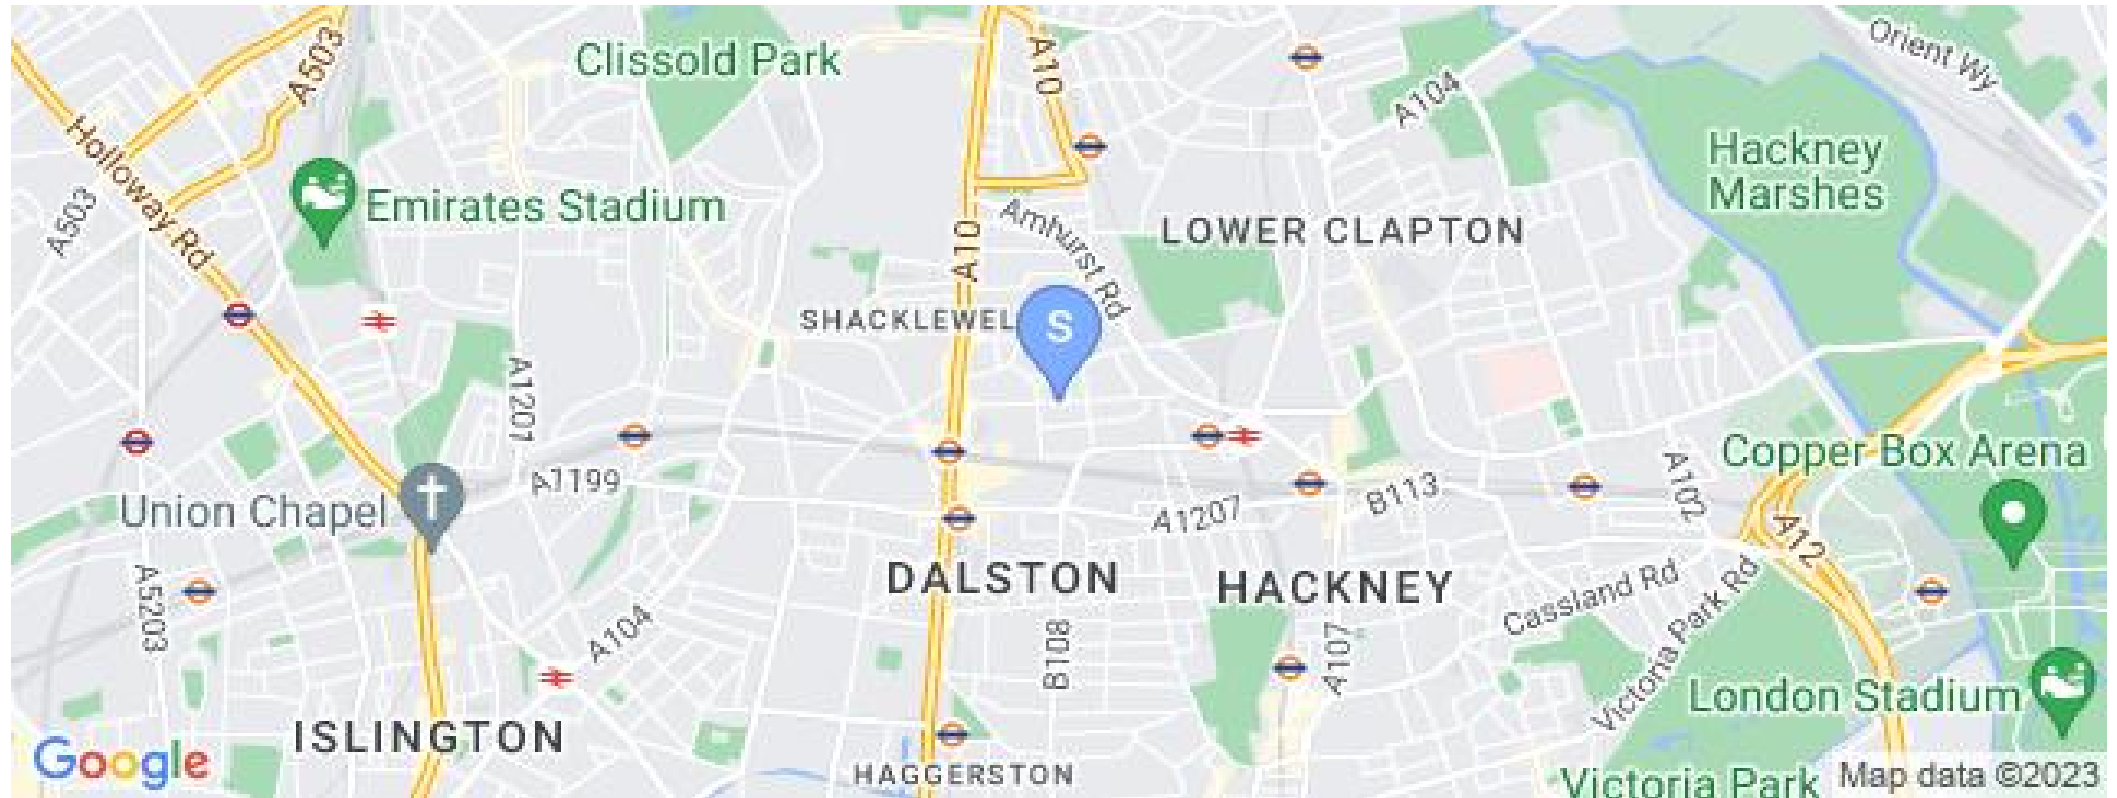 Orient Wy
A503
Clissold Park
A10
A104
Holloway Rd
Hackney
Marshes
A503
Emirates Stadium
Amhurst Rd
LOWER CLAPTON
A10
SHACKLEWEL
S
A1207
Copper Box Arena
A1199
B113
A102
Union Chapel
A1207
A12
DALSTON
HACKNEY
A5203
Cassland Rd
A104
B108
A107
Victoria Park Rd
London Stadium
ISLINGTON
Google
HAGGERSTON
Victoria Park
Map data ©2023